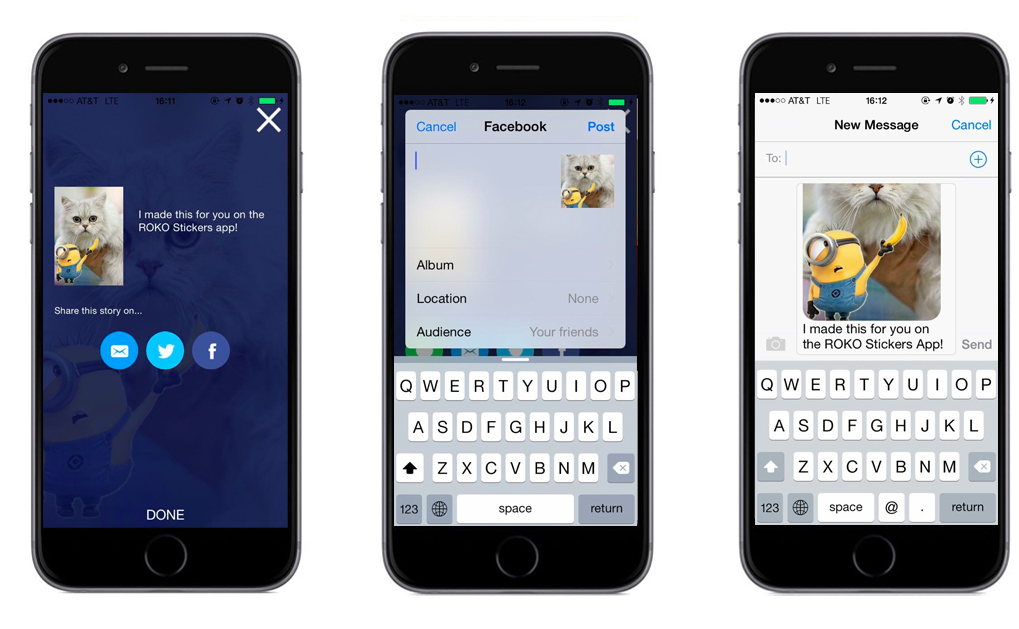 AT&T LTE 16:11
I made this for you on the
ROKO Stickers app!
Share this story on...
f
DONE
AT&T LTE 16:12
Cancel Facebook Post
Album
Location None
Audience Your friends
Q W E R T Y U I O P
A S D F G H J K L
Z X C V B N M
123 space return
AT&T LTE 16:12
New Message Cancel
To:
I made this for you on
the ROKO Stickers App! Send
Q W E R T Y U I O P
A S D F G H J K L
Z X C V B N M
123 space @ . return